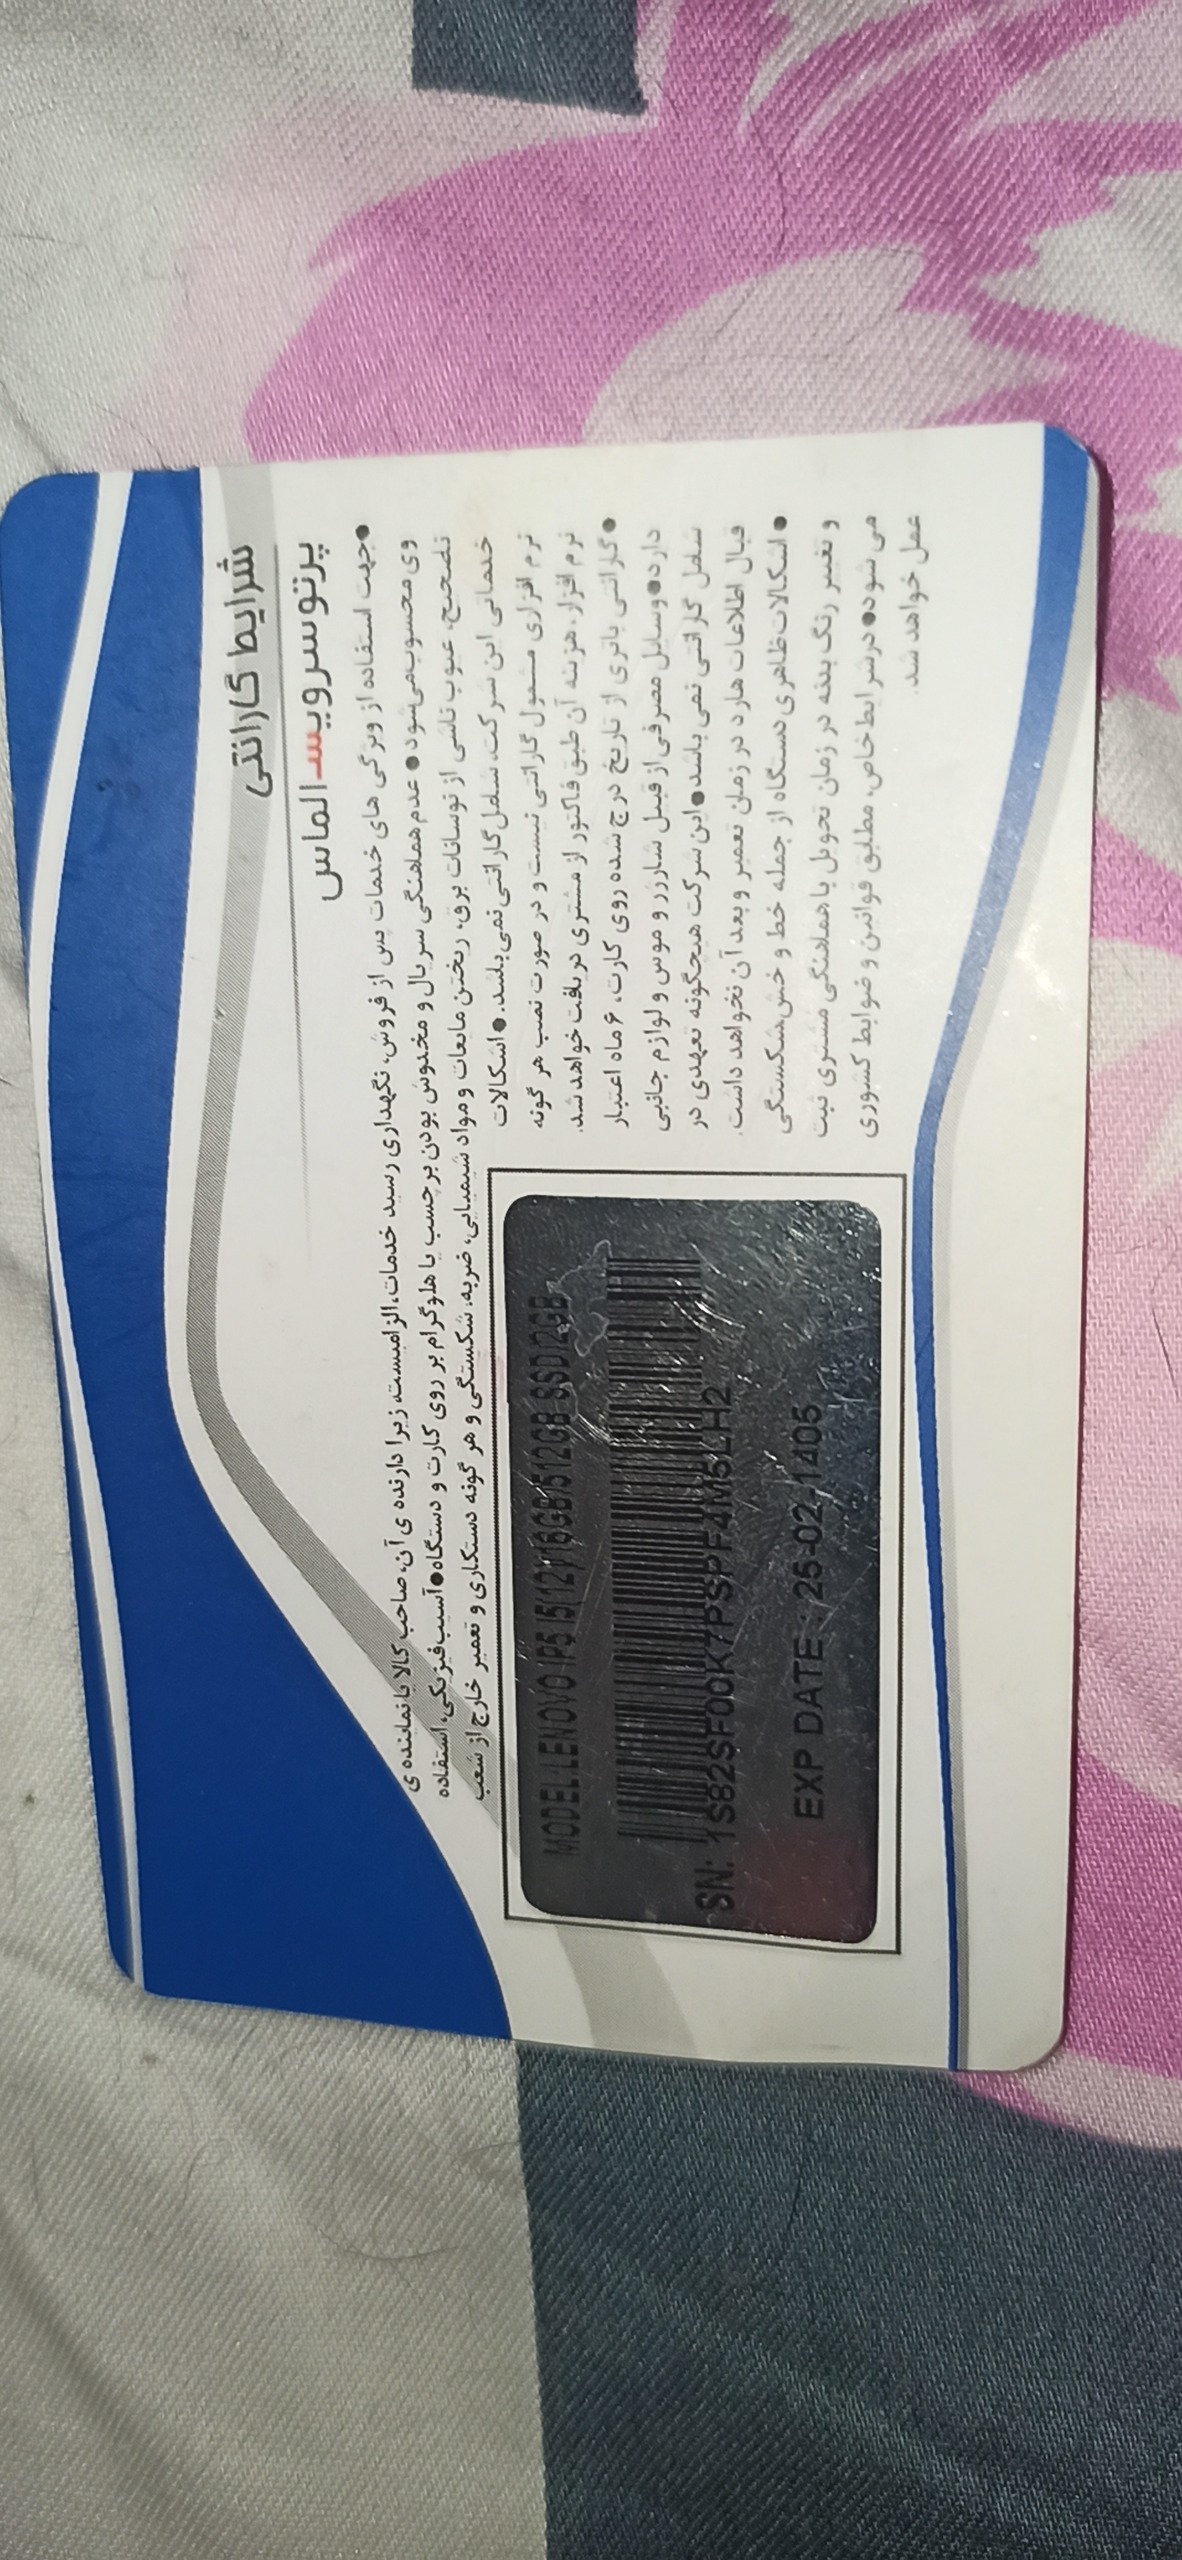 شرایط گارانتی
پرتو سرویس الماس
●جهت استفاده از ویژگی های خدمات پس از فروش، نگهداری رسید خدمات،الزامیست، زیرا دارنده ی آن، صاحب کالا یا نماینده ی
وی محسوب می‌شود● عدم هماهنگی سریال و مخدوش بودن برچسب یا هلوگرام بر روی کارت و دستگاه●آسیب فیزیکی، استفاده
ناصحیح، عیوب ناشی از نوسانات برق، ریختن مایعات و مواد شیمیایی، ضربه، شکستگی و هر گونه دستکاری و تعمیر خارج از شعب
خدماتی این شرکت، شامل گارانتی نمی‌باشد.●اشکالات
نرم افزاری مشمول گارانتی نیست و در صورت نصب هر گونه
نرم افزار، هزینه آن طبق فاکتور از مشتری دریافت خواهد شد.
●گارانتی باتری از تاریخ درج شده روی کارت، ۶ ماه اعتبار
دارد●وسایل مصرفی از قبیل شارژر و موس و لوازم جانبی
شامل گارانتی نمی باشد●این شرکت هیچگونه تعهدی در
قبال اطلاعات هارد در زمان تعمیر و بعد آن نخواهد داشت.
●اشکالات ظاهری دستگاه از جمله خط و خش،شکستگی
و تغییر رنگ بدنه در زمان تحویل با هماهنگی مشتری ثبت
می شود●درشرایط خاص، مطلبق قوانین و ضوابط کشوری
عمل خواهد شد.
MODEL:LENOVO IP5 I5(12)/16GB/512GB SSD/2GB
SN: 1S82SF00K7PSPF4M5LH2
EXP DATE : 25-02-1405